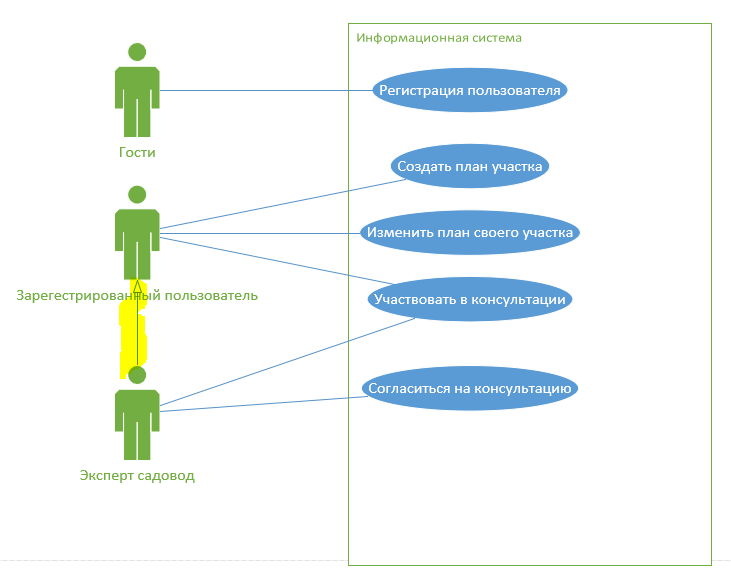 Информационная система
Регистрация пользователя
Гости
Создать план участка
Изменить план своего участка
Зарегестрированный пользователь
Участвовать в консультации
Согласиться на консультацию
Эксперт садовод